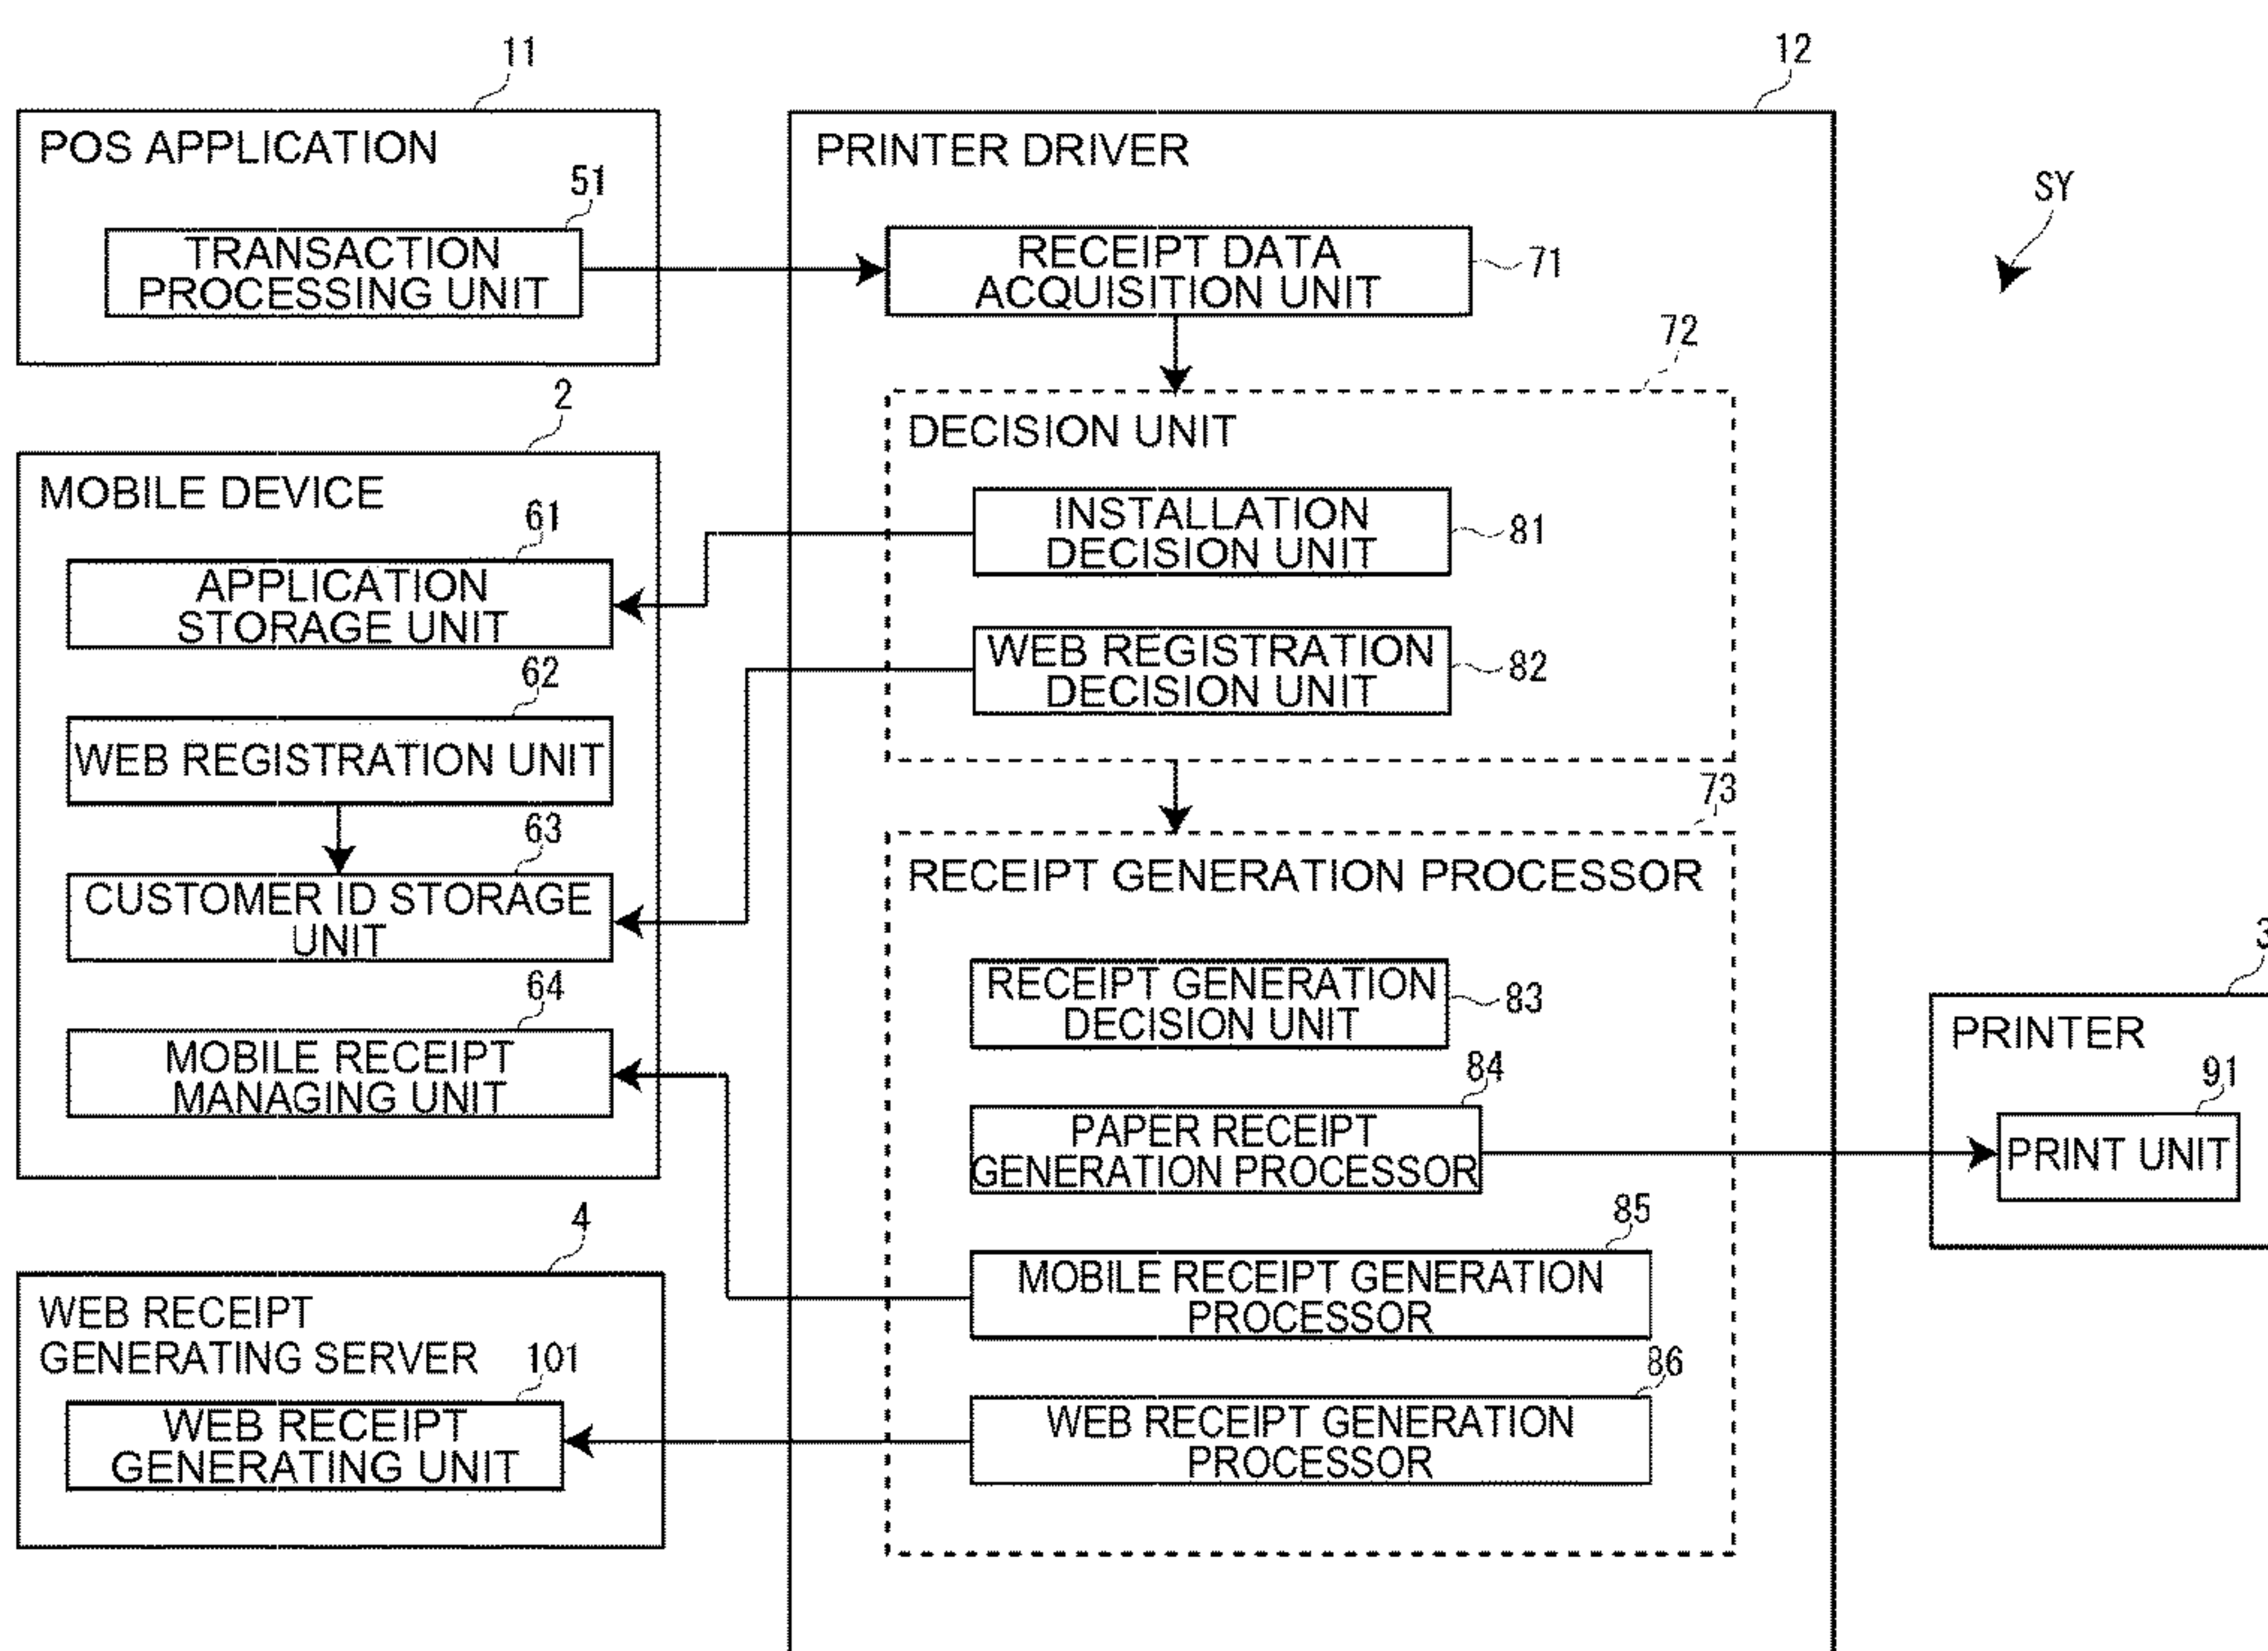 11
POS APPLICATION
51
TRANSACTION
PROCESSING UNIT
2
MOBILE DEVICE
61
APPLICATION
STORAGE UNIT
62
WEB REGISTRATION UNIT
63
CUSTOMER ID STORAGE
UNIT
64
MOBILE RECEIPT
MANAGING UNIT
4
WEB RECEIPT
GENERATING SERVER
101
WEB RECEIPT
GENERATING UNIT
12
PRINTER DRIVER
RECEIPT DATA
ACQUISITION UNIT
71
72
DECISION UNIT
INSTALLATION
DECISION UNIT
81
WEB REGISTRATION
DECISION UNIT
82
73
RECEIPT GENERATION PROCESSOR
RECEIPT GENERATION
DECISION UNIT
83
84
PAPER RECEIPT
GENERATION PROCESSOR
85
MOBILE RECEIPT GENERATION
PROCESSOR
86
WEB RECEIPT GENERATION
PROCESSOR
SY
3
PRINTER
91
PRINT UNIT